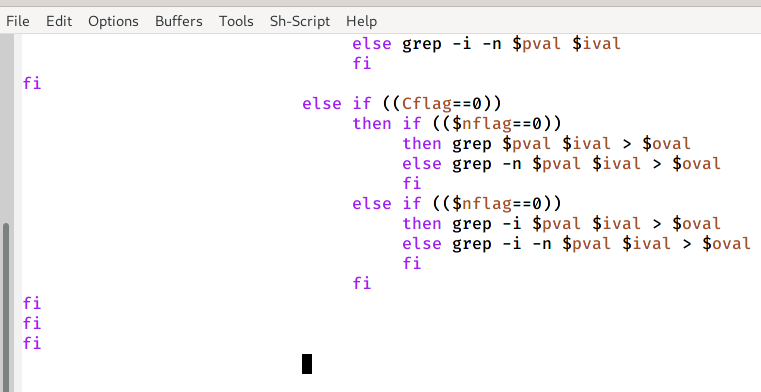 File Edit Options Buffers Tools Sh-Script Help
else grep -i -n $pval $ival
fi
fi
else if ((Cflag==0))
then if (($nflag==0))
then grep $pval $ival > $oval
else grep -n $pval $ival > $oval
fi
else if (($nflag==0))
then grep -i $pval $ival > $oval
else grep -i -n $pval $ival > $oval
fi
fi
fi
fi
fi